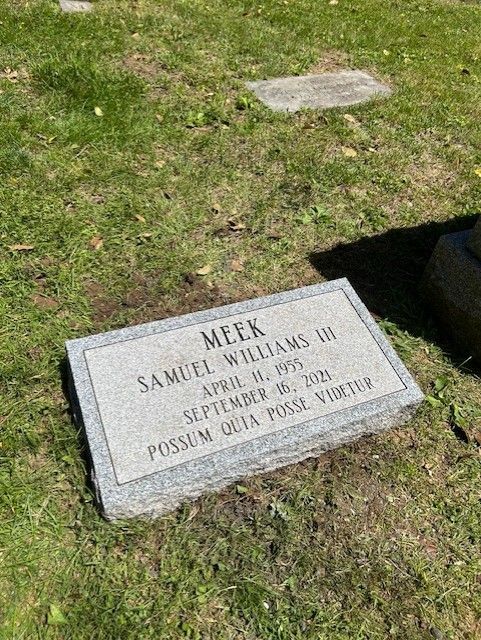 MEEK
SAMUEL WILLIAMS III
APRIL 11, 1955
SEPTEMBER 16, 2021
POSSUM QUIA POSSE VIDETUR